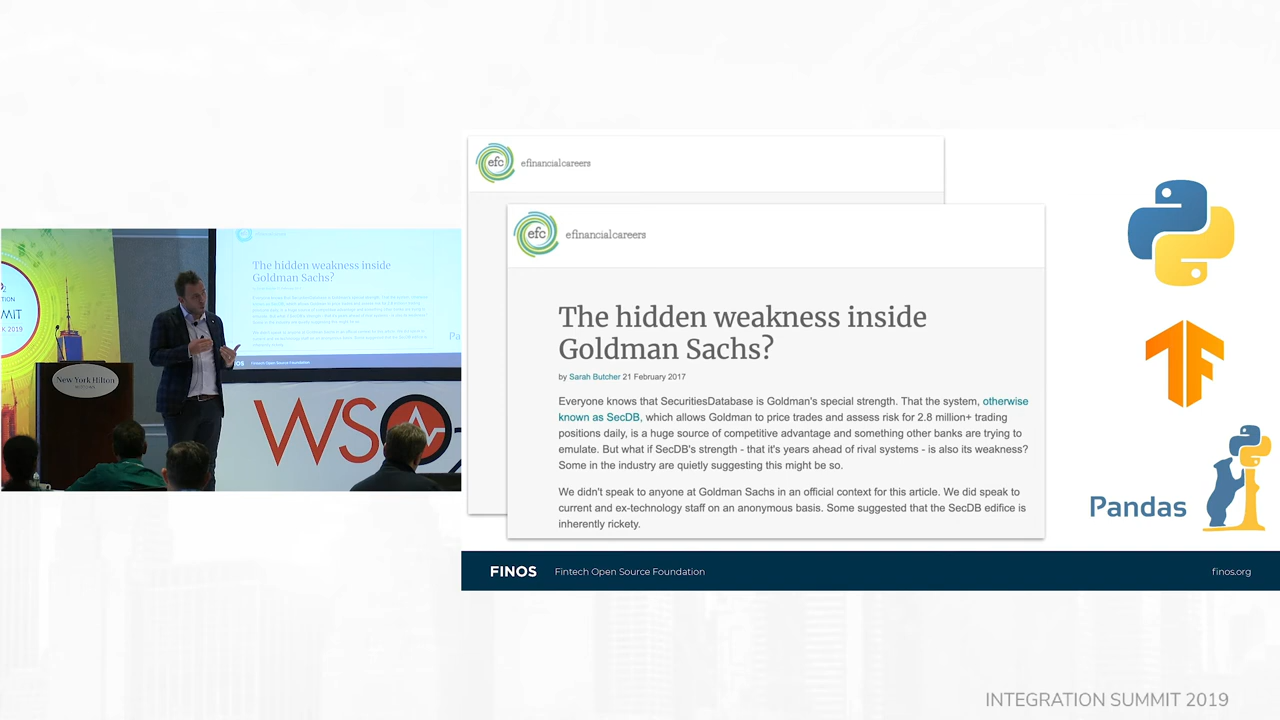 efc
efinancialcareers
efc
efinancialcareers
The hidden weakness inside
Goldman Sachs?
by Sarah Butcher 21 February 2017
Everyone knows that SecuritiesDatabase is Goldman's special strength. That the system, otherwise
known as SecDB, which allows Goldman to price trades and assess risk for 2.8 million+ trading
positions daily, is a huge source of competitive advantage and something other banks are trying to
emulate. But what if SecDB's strength - that it's years ahead of rival systems - is also its weakness?
Some in the industry are quietly suggesting this might be so.
We didn't speak to anyone at Goldman Sachs in an official context for this article. We did speak to
current and ex-technology staff on an anonymous basis. Some suggested that the SecDB edifice is
inherently rickety.
Pandas
The hidden weakness inside
Goldman Sachs?
Fintech Open Source Foundation
New York Hilton
MIDTOWN
WSO2
FINOS Fintech Open Source Foundation finos.org
INTEGRATION SUMMIT 2019